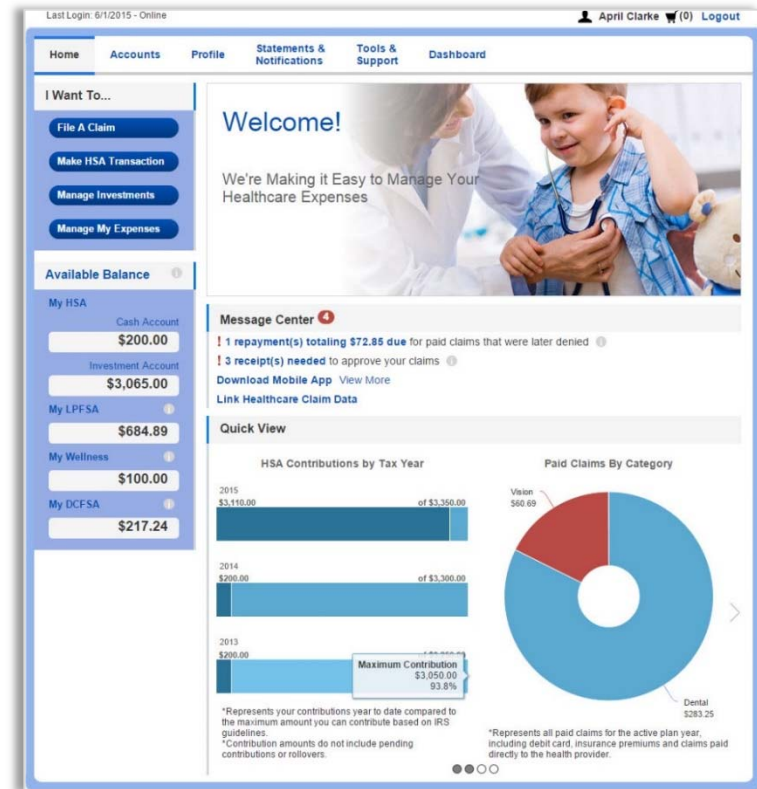 Last Login: 6/1/2015 - Online
April Clarke (0) Logout
Home Accounts Profile Statements & Notifications Tools & Support Dashboard
I Want To...
File A Claim
Make HSA Transaction
Manage Investments
Manage My Expenses
Welcome!
We're Making it Easy to Manage Your
Healthcare Expenses
Available Balance
My HSA
Cash Account
$200.00
Investment Account
$3,065.00
My LPFSA
$684.89
My Wellness
$100.00
My DCFSA
$217.24
Message Center 4
! 1 repayment(s) totaling $72.85 due for paid claims that were later denied
! 3 receipt(s) needed to approve your claims
Download Mobile App View More
Link Healthcare Claim Data
Quick View
HSA Contributions by Tax Year
2015
$3,110.00 of $3,350.00
2014
$200.00 of $3,300.00
2013
$200.00
Maximum Contribution
$3,050.00
93.8%
*Represents your contributions year to date compared to
the maximum amount you can contribute based on IRS
guidelines.
*Contribution amounts do not include pending
contributions or rollovers.
Paid Claims By Category
Vision
$60.69
Dental
$283.25
*Represents all paid claims for the active plan year,
including debit card, insurance premiums and claims paid
directly to the health provider.